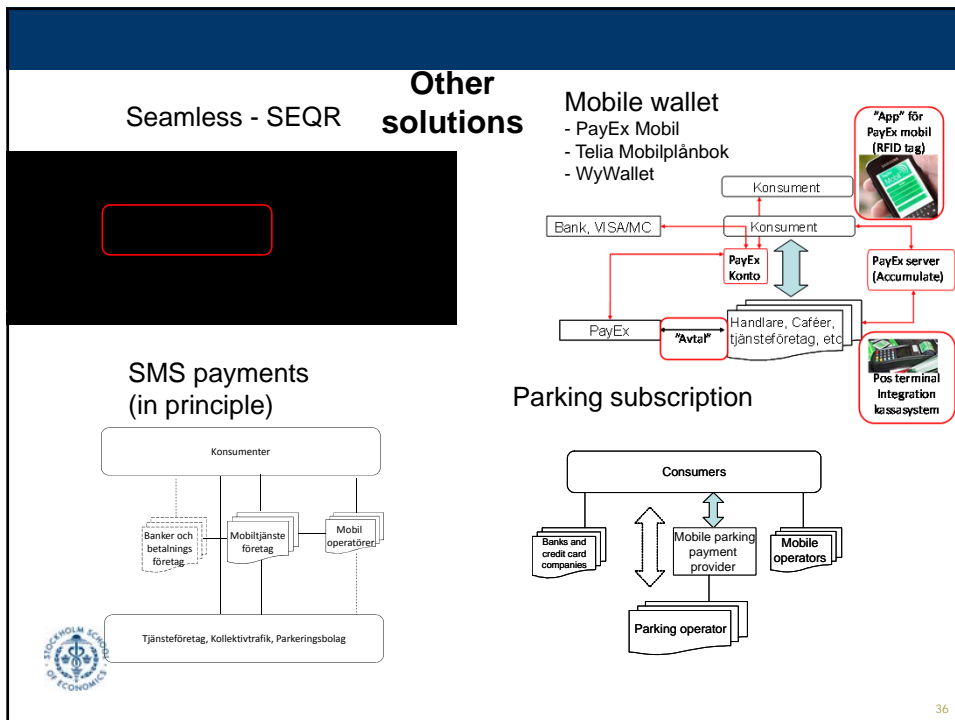 Other
solutions
Seamless - SEQR
Mobile wallet
- PayEx Mobil
- Telia Mobilplånbok
- WyWallet
"App" för
PayEx mobil
(RFID tag)
Konsument
Bank, VISA/MC
Konsument
PayEx
Konto
PayEx server
(Accumulate)
PayEx
"Avtal"
Handlare, Caféer,
tjänsteföretag, etc
Pos terminal
Integration
kassasystem
SMS payments
(in principle)
Konsumenter
Banker och
betalnings
företag
Mobiltjänste
företag
Mobil
operatörer
Tjänsteföretag, Kollektivtrafik, Parkeringsbolag
Parking subscription
Consumers
Banks and
credit card
companies
Mobile parking
payment
provider
Mobile
operators
Parking operator
STOCKHOLM SCHOOL
OF ECONOMICS
36